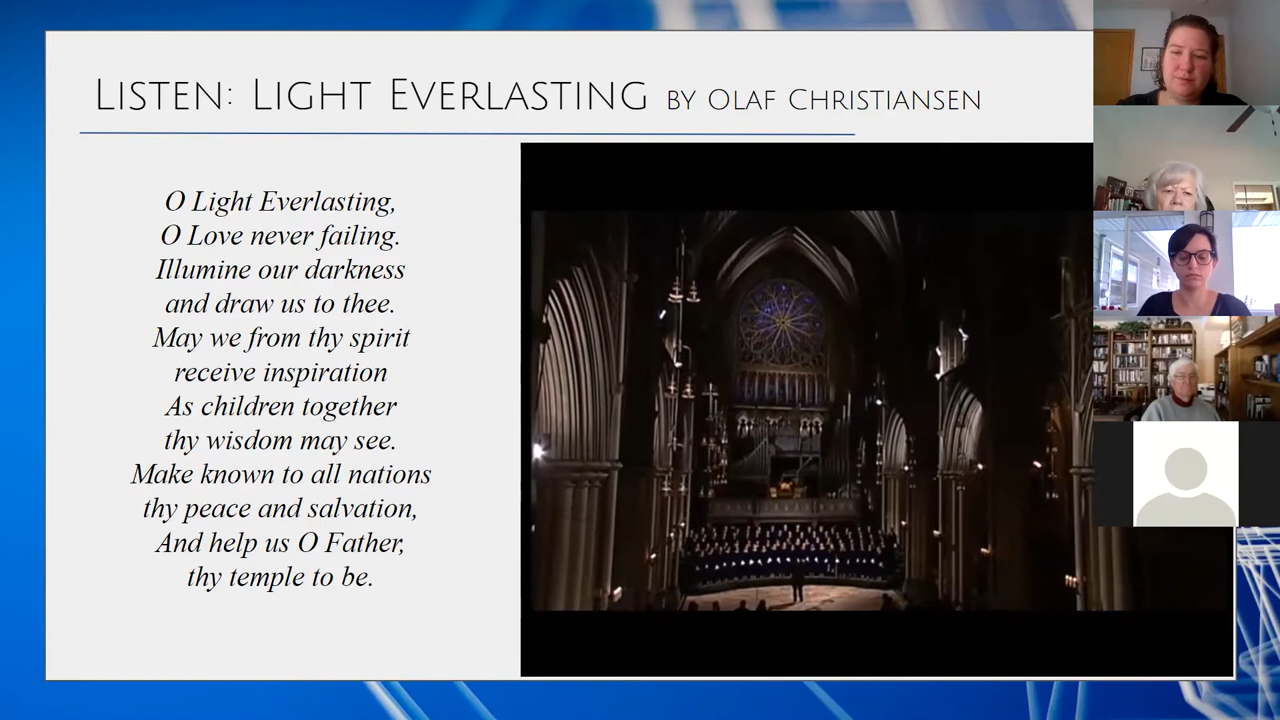 Listen: Light Everlasting by Olaf Christiansen
O Light Everlasting,
O Love never failing.
Illumine our darkness
and draw us to thee.
May we from thy spirit
receive inspiration
As children together
thy wisdom may see.
Make known to all nations
thy peace and salvation,
And help us O Father,
thy temple to be.